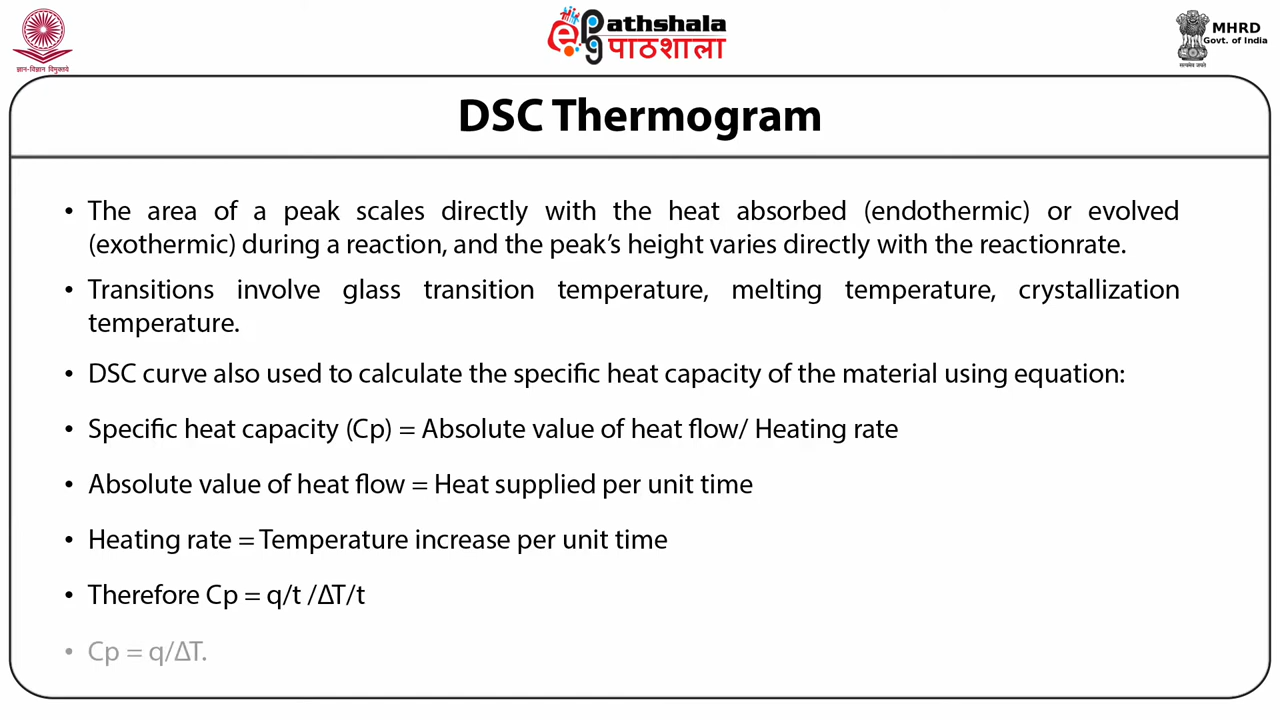 ज्ञान-विज्ञान विमुक्तये
ePG Pathshala
पाठशाला
MHRD
Govt. of India
सत्यमेव जयते
DSC Thermogram
• The area of a peak scales directly with the heat absorbed (endothermic) or evolved
(exothermic) during a reaction, and the peak’s height varies directly with the reactionrate.
• Transitions involve glass transition temperature, melting temperature, crystallization
temperature.
• DSC curve also used to calculate the specific heat capacity of the material using equation:
• Specific heat capacity (Cp) = Absolute value of heat flow/ Heating rate
• Absolute value of heat flow = Heat supplied per unit time
• Heating rate = Temperature increase per unit time
• Therefore Cp = q/t /ΔT/t
• Cp = q/ΔT.